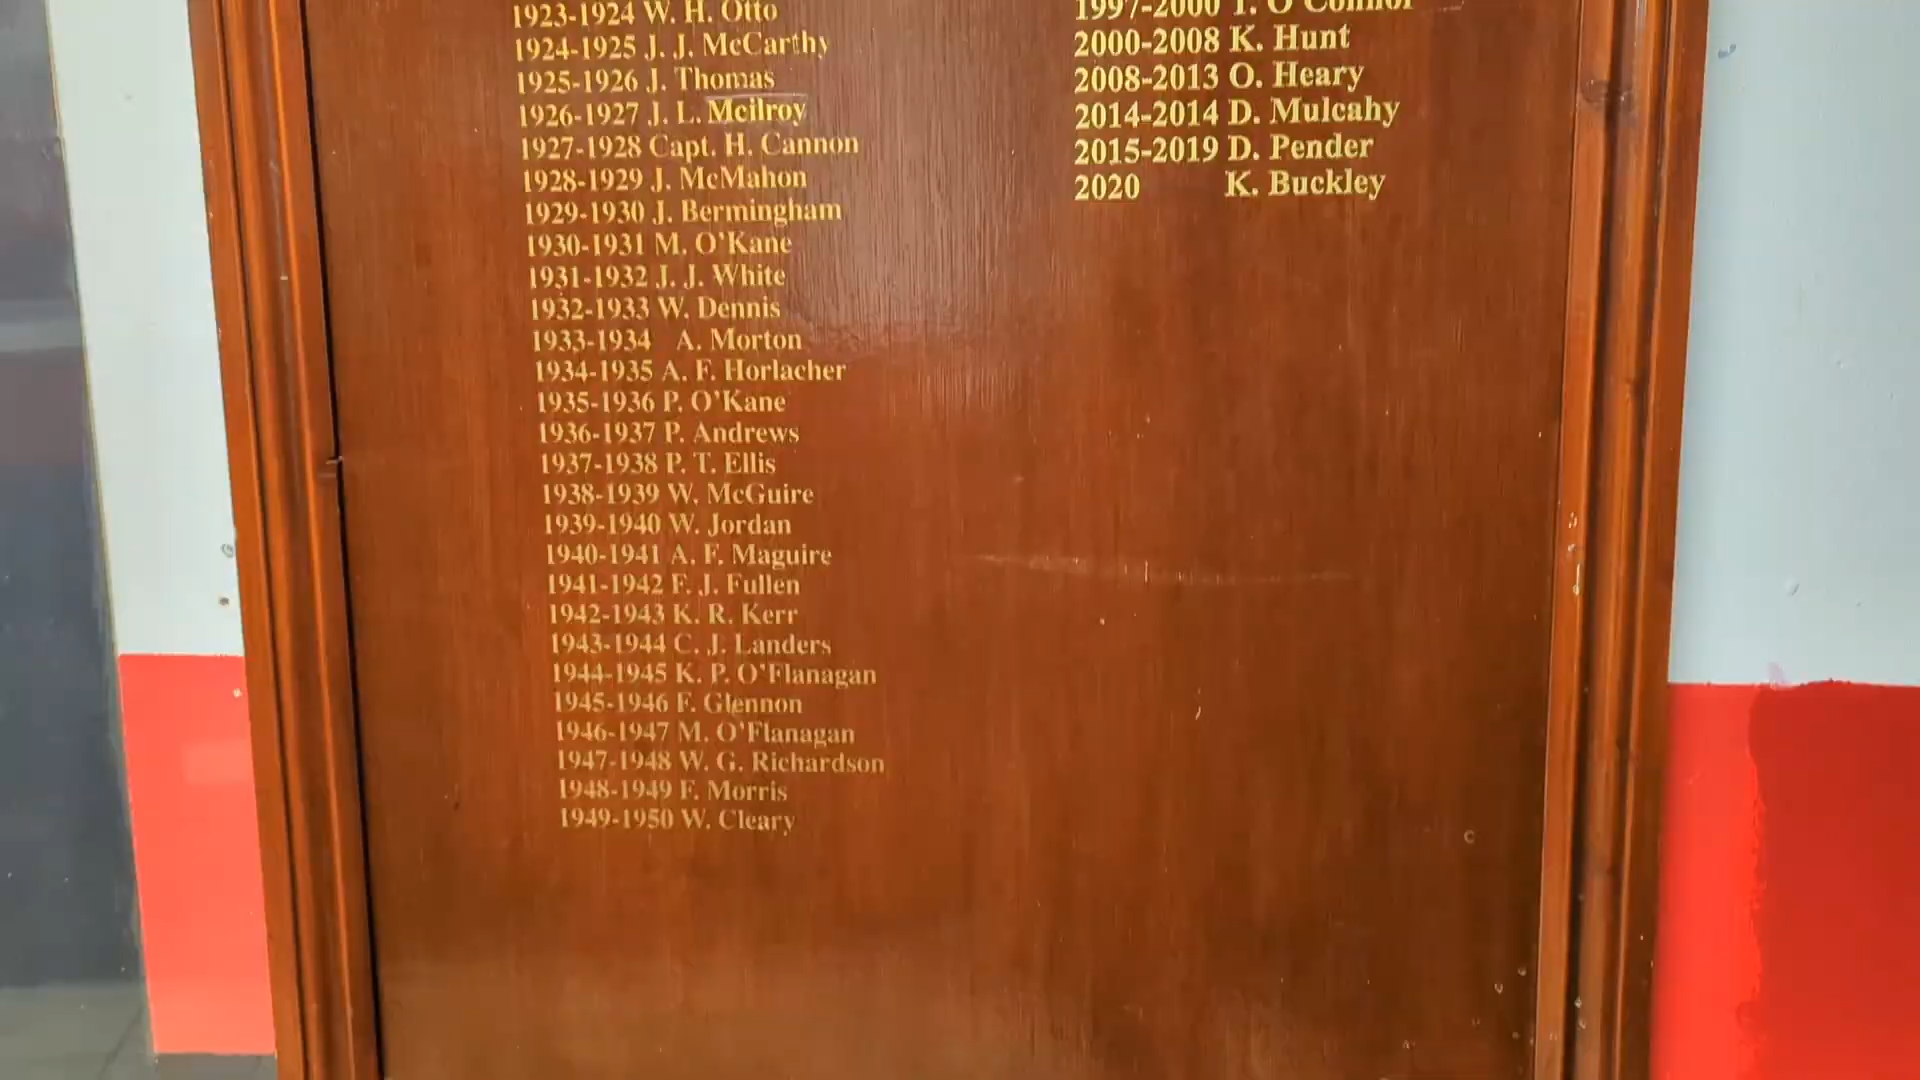 1923-1924 W. H. Otto
1924-1925 J. J. McCarthy
1925-1926 J. Thomas
1926-1927 J. L. Mcilroy
1927-1928 Capt. H. Cannon
1928-1929 J. McMahon
1929-1930 J. Bermingham
1930-1931 M. O'Kane
1931-1932 J. J. White
1932-1933 W. Dennis
1933-1934 A. Morton
1934-1935 A. F. Horlacher
1935-1936 P. O'Kane
1936-1937 P. Andrews
1937-1938 P. T. Ellis
1938-1939 W. McGuire
1939-1940 W. Jordan
1940-1941 A. F. Maguire
1941-1942 F. J. Fullen
1942-1943 K. R. Kerr
1943-1944 C. J. Landers
1944-1945 K. P. O'Flanagan
1945-1946 F. Glennon
1946-1947 M. O'Flanagan
1947-1948 W. G. Richardson
1948-1949 F. Morris
1949-1950 W. Cleary
1997-2000 T. O'Connor
2000-2008 K. Hunt
2008-2013 O. Heary
2014-2014 D. Mulcahy
2015-2019 D. Pender
2020 K. Buckley